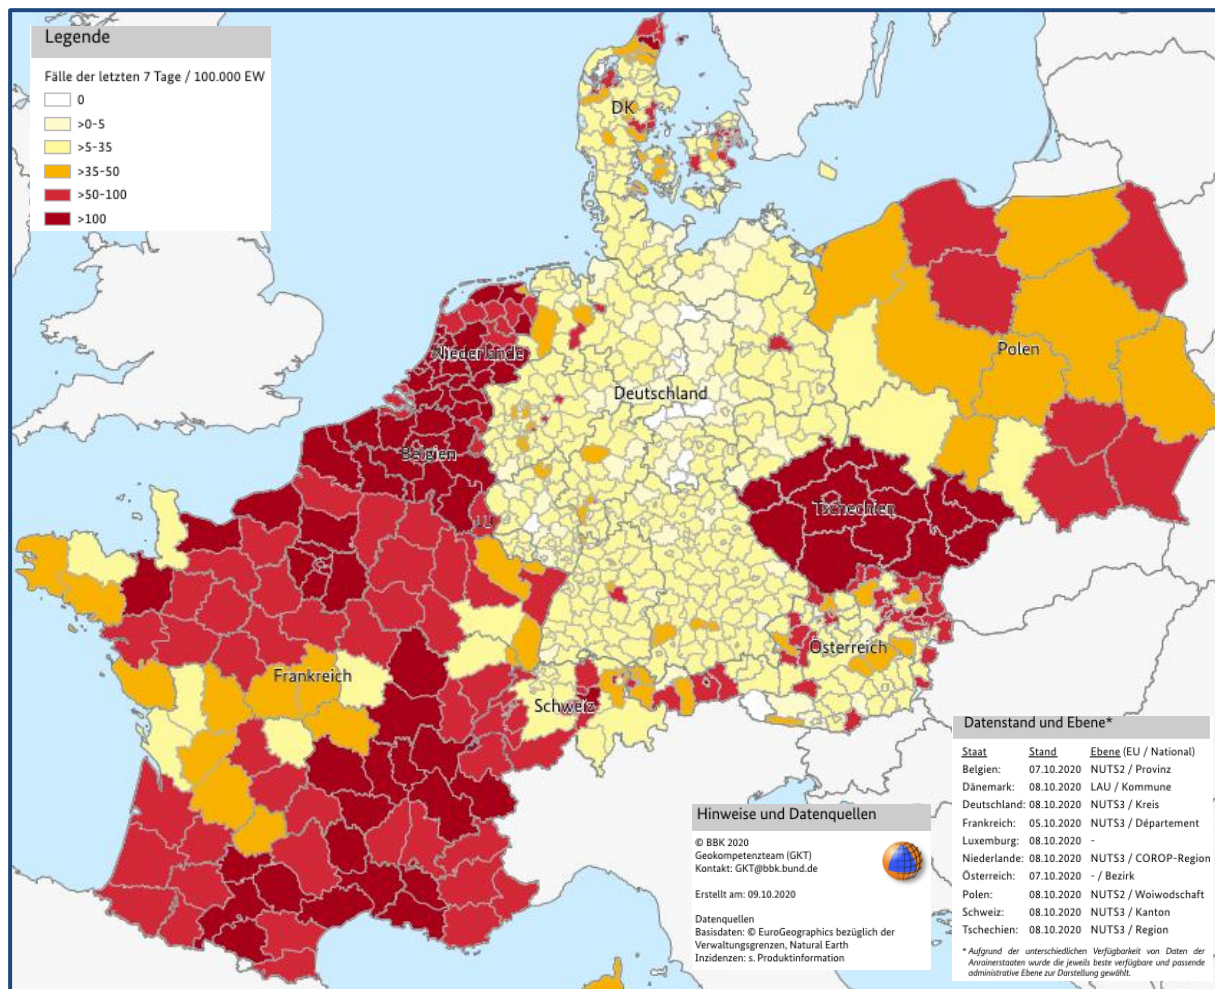 Legende
Fälle der letzten 7 Tage / 100.000 EW
0
>0-5
>5-35
>35-50
>50-100
>100
DK
Niederlande
Polen
Deutschland
Belgien
Tschechien
LU
Österreich
Frankreich
Schweiz
Datenstand und Ebene*
Staat Stand Ebene (EU / National)
Belgien: 07.10.2020 NUTS2 / Provinz
Dänemark: 08.10.2020 LAU / Kommune
Deutschland: 08.10.2020 NUTS3 / Kreis
Frankreich: 05.10.2020 NUTS3 / Département
Luxemburg: 08.10.2020 -
Niederlande: 08.10.2020 NUTS3 / COROP-Region
Österreich: 07.10.2020 - / Bezirk
Polen: 08.10.2020 NUTS2 / Woiwodschaft
Schweiz: 08.10.2020 NUTS3 / Kanton
Tschechien: 08.10.2020 NUTS3 / Region
* Aufgrund der unterschiedlichen Verfügbarkeit von Daten der
Anrainerstaaten wurde die jeweils beste verfügbare und passende
administrative Ebene zur Darstellung gewählt.
Hinweise und Datenquellen
© BBK 2020
Geokompetenzteam (GKT)
Kontakt: GKT@bbk.bund.de
Erstellt am: 09.10.2020
Datenquellen
Basisdaten: © EuroGeographics bezüglich der
Verwaltungsgrenzen, Natural Earth
Inzidenzen: s. Produktinformation